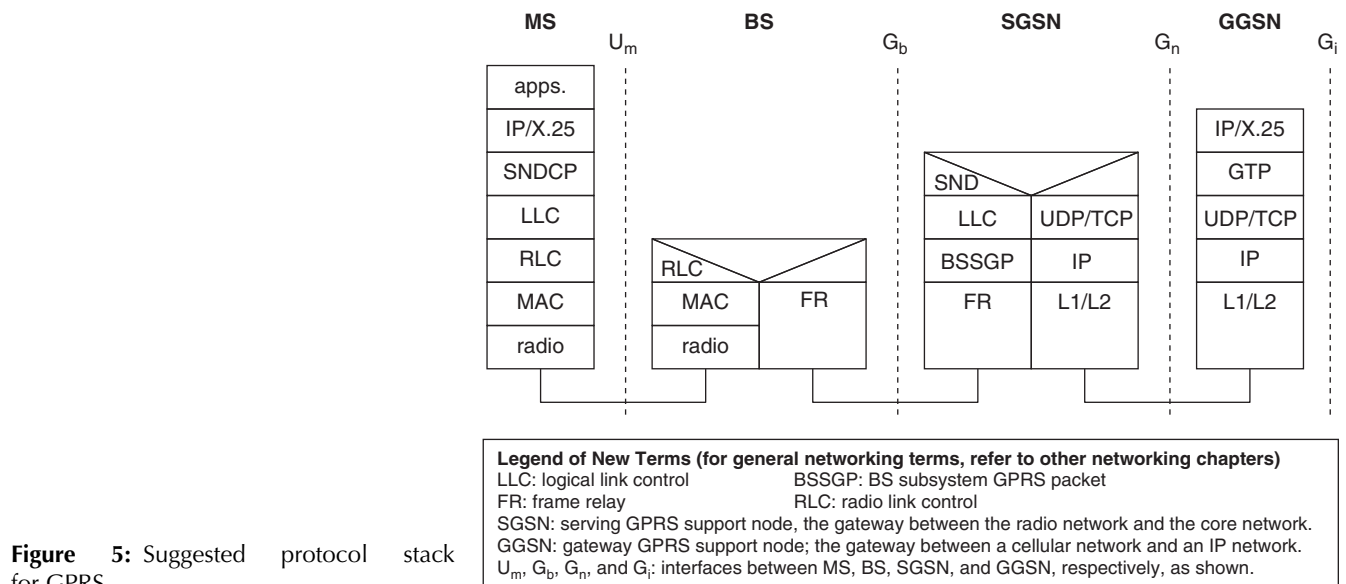 MS BS SGSN GGSN
Um Gb Gn Gi
apps.
IP/X.25 IP/X.25
SNDCP SND GTP
LLC LLC UDP/TCP UDP/TCP
RLC RLC BSSGP IP IP
MAC MAC FR FR L1/L2 L1/L2
radio radio
Legend of New Terms (for general networking terms, refer to other networking chapters)
LLC: logical link control BSSGP: BS subsystem GPRS packet
FR: frame relay RLC: radio link control
SGSN: serving GPRS support node, the gateway between the radio network and the core network.
GGSN: gateway GPRS support node; the gateway between a cellular network and an IP network.
Um, Gb, Gn, and Gi: interfaces between MS, BS, SGSN, and GGSN, respectively, as shown.
Figure 5: Suggested protocol stack
for GPRS